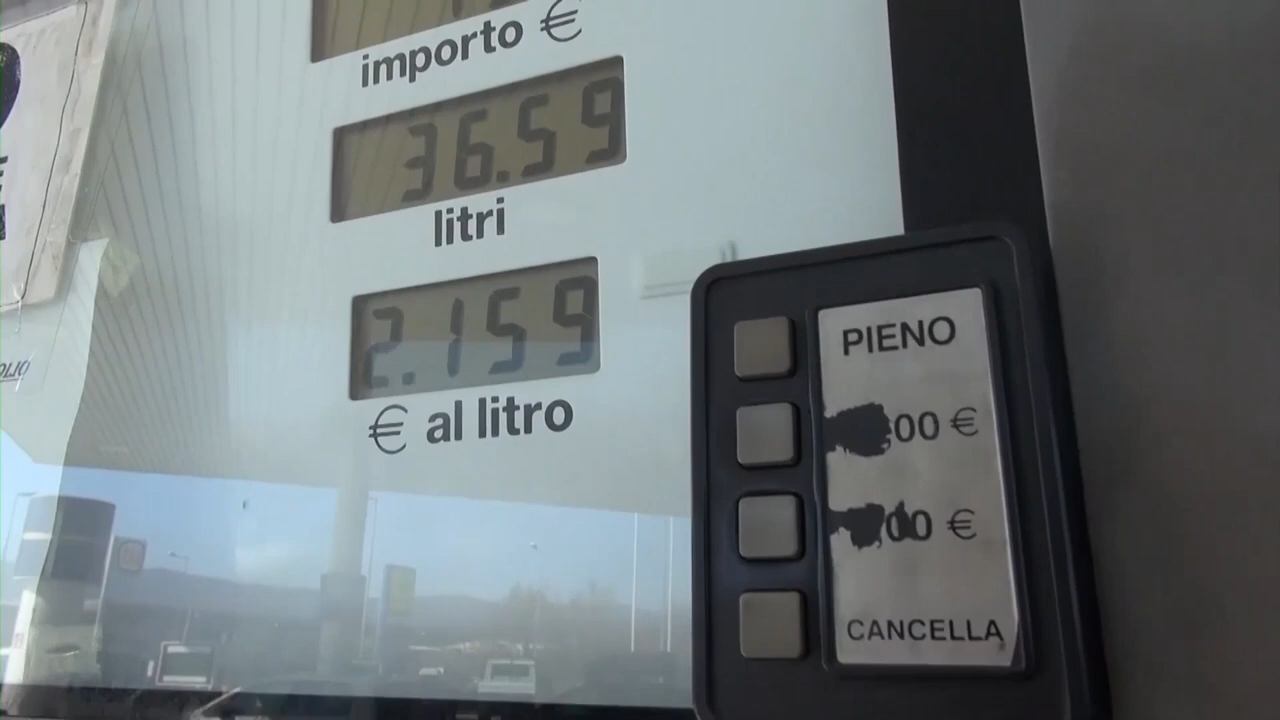 importo €
36.59
litri
2.159
€ al litro
PIENO
00 €
00 €
CANCELLA